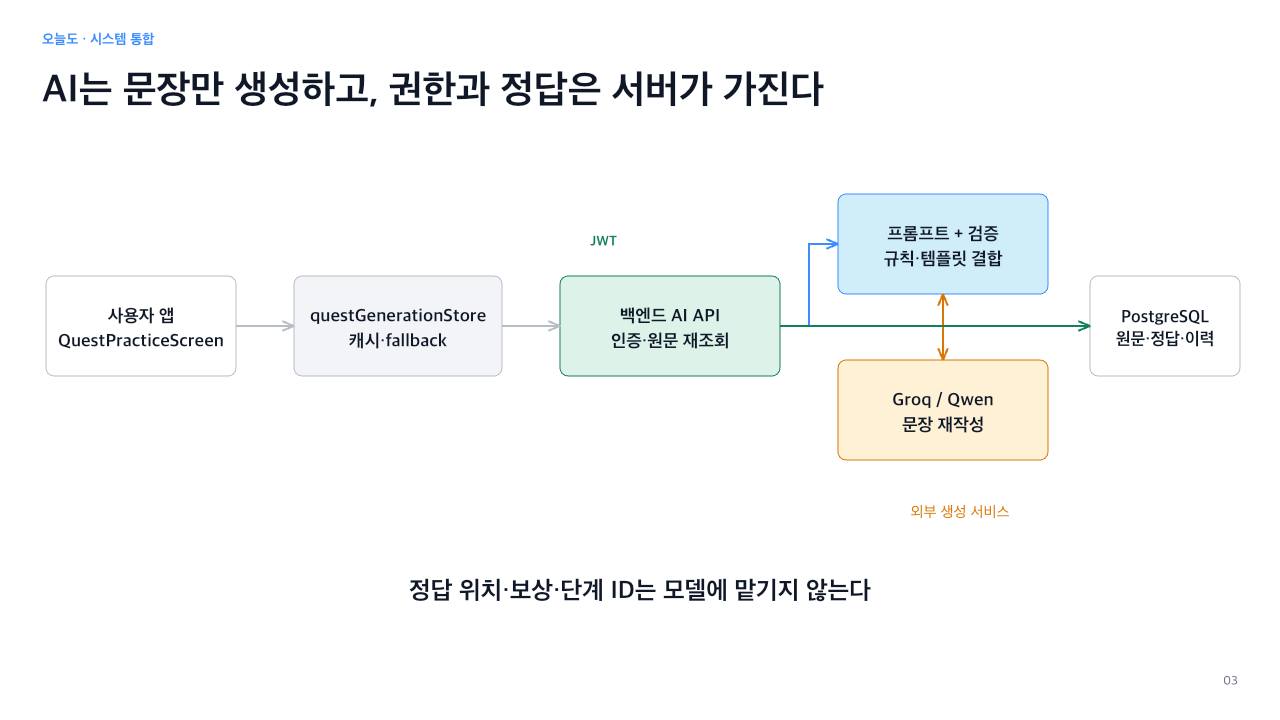 오늘도 · 시스템 통합
AI는 문장만 생성하고, 권한과 정답은 서버가 가진다
사용자 앱
QuestPracticeScreen
questGenerationStore
캐시·fallback
JWT
백엔드 AI API
인증·원문 재조회
프롬프트 + 검증
규칙·템플릿 결합
Groq / Qwen
문장 재작성
외부 생성 서비스
PostgreSQL
원문·정답·이력
정답 위치·보상·단계 ID는 모델에 맡기지 않는다
03